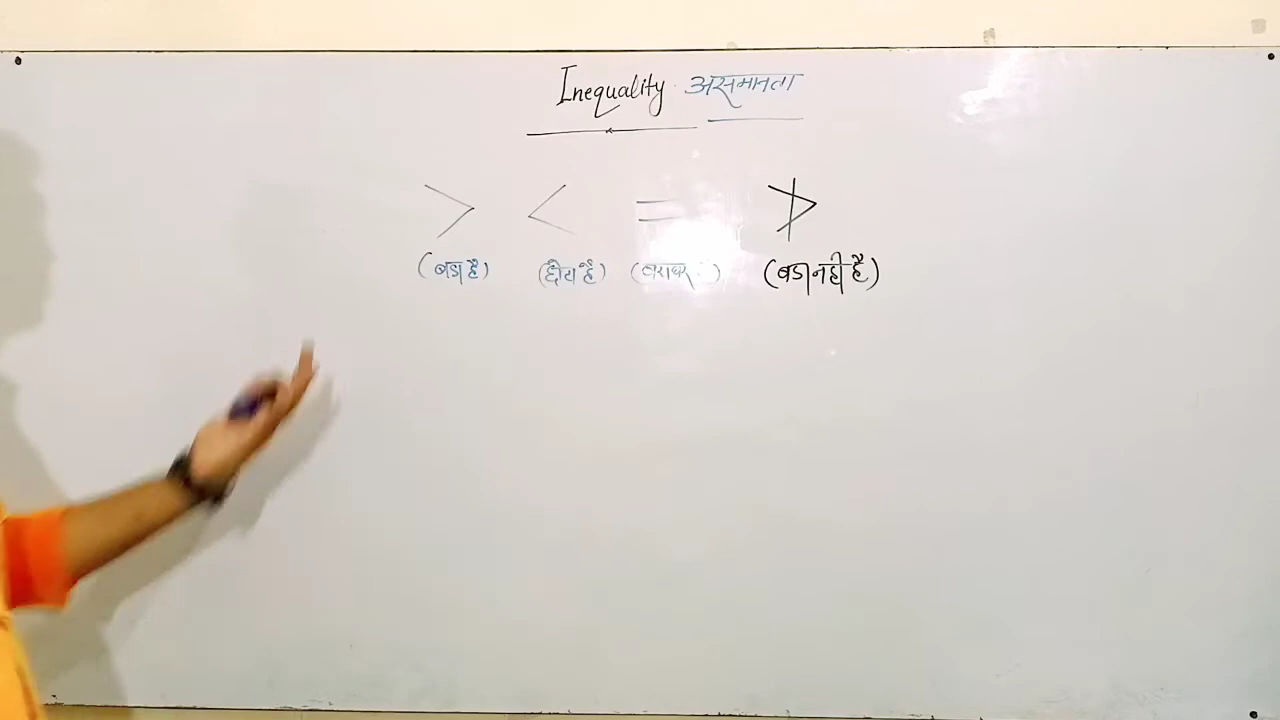 Inequality असमानता
> < = ≯
(बडा है) (छोटा है) (बराबर) (बडा नही है)